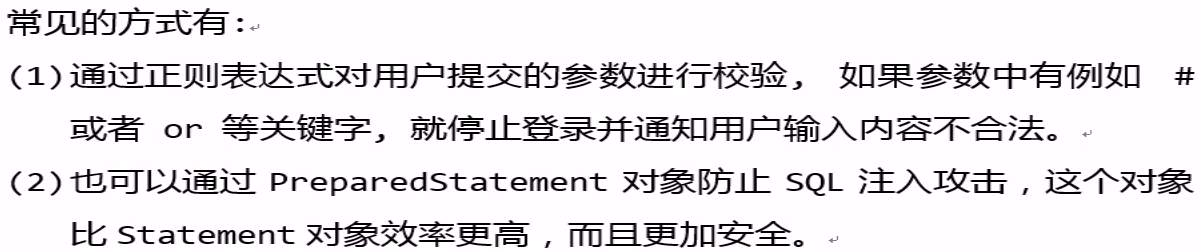 常见的方式有:
(1)通过正则表达式对用户提交的参数进行校验, 如果参数中有例如 #
或者 or 等关键字, 就停止登录并通知用户输入内容不合法。
(2)也可以通过 PreparedStatement 对象防止 SQL 注入攻击,这个对象
比 Statement 对象效率更高,而且更加安全。